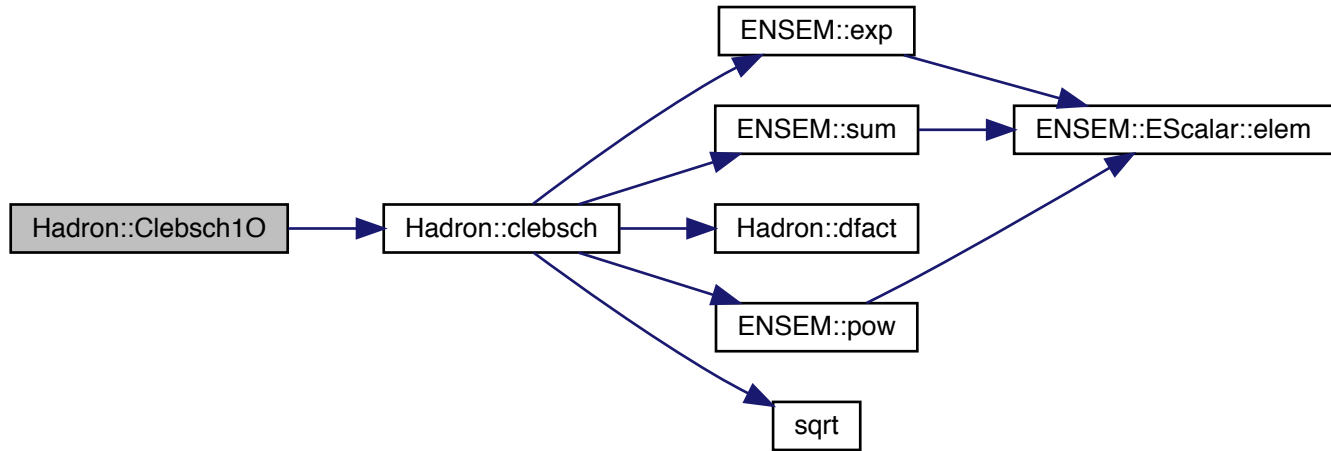 ENSEM::exp
ENSEM::sum
ENSEM::EScalar::elem
Hadron::Clebsch1O
Hadron::clebsch
Hadron::dfact
ENSEM::pow
sqrt